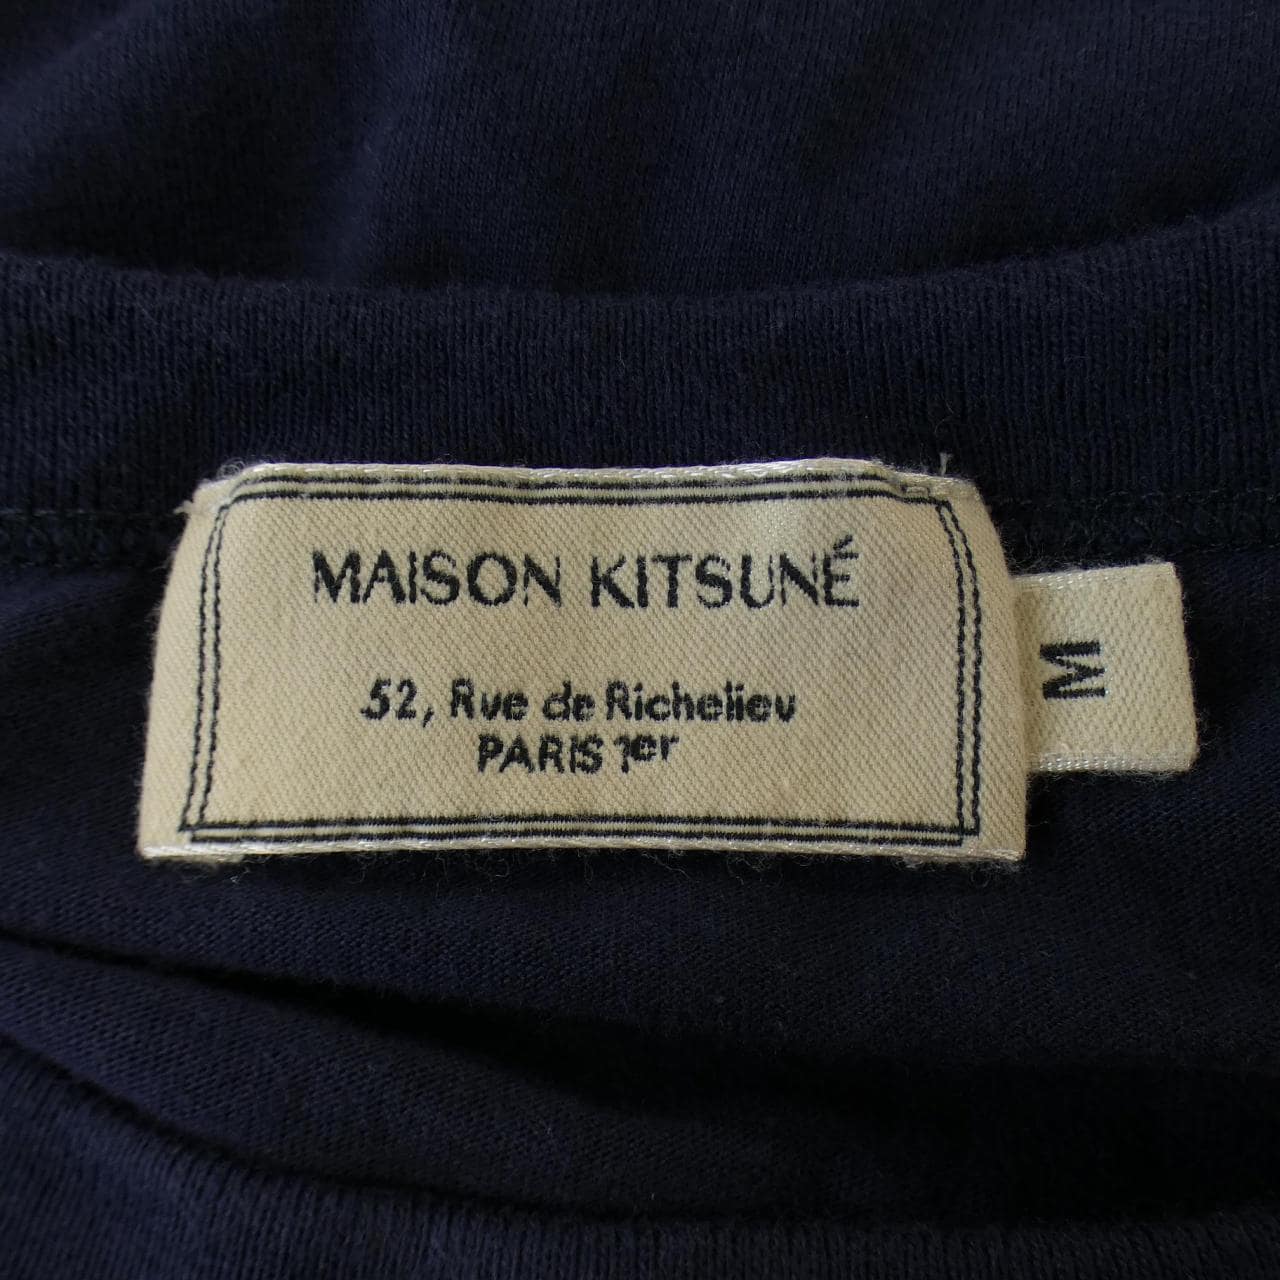 MAISON KITSUNÉ
52, Rue de Richelieu
PARIS 1er
M